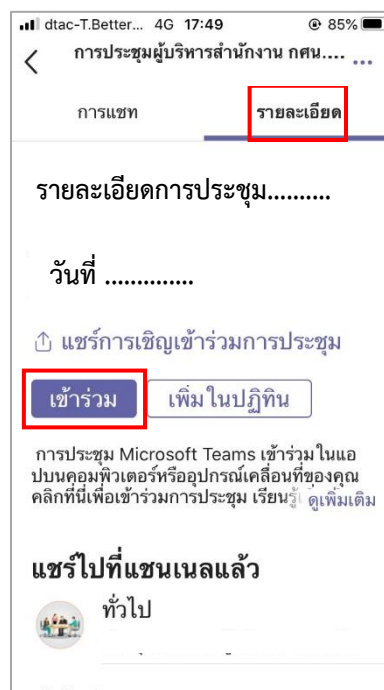 dtac-T.Better... 4G 17:49 85%
การประชุมผู้บริหารสำนักงาน กศน.... ...
การแชท รายละเอียด
รายละเอียดการประชุม..........
วันที่ ..............
แชร์การเชิญเข้าร่วมการประชุม
เข้าร่วม เพิ่มในปฏิทิน
การประชุม Microsoft Teams เข้าร่วมในแอ
ปบนคอมพิวเตอร์หรืออุปกรณ์เคลื่อนที่ของคุณ
คลิกที่นี่เพื่อเข้าร่วมการประชุม ดูเพิ่มเติม
แชร์ไปที่แชนเนลแล้ว
ทั่วไป